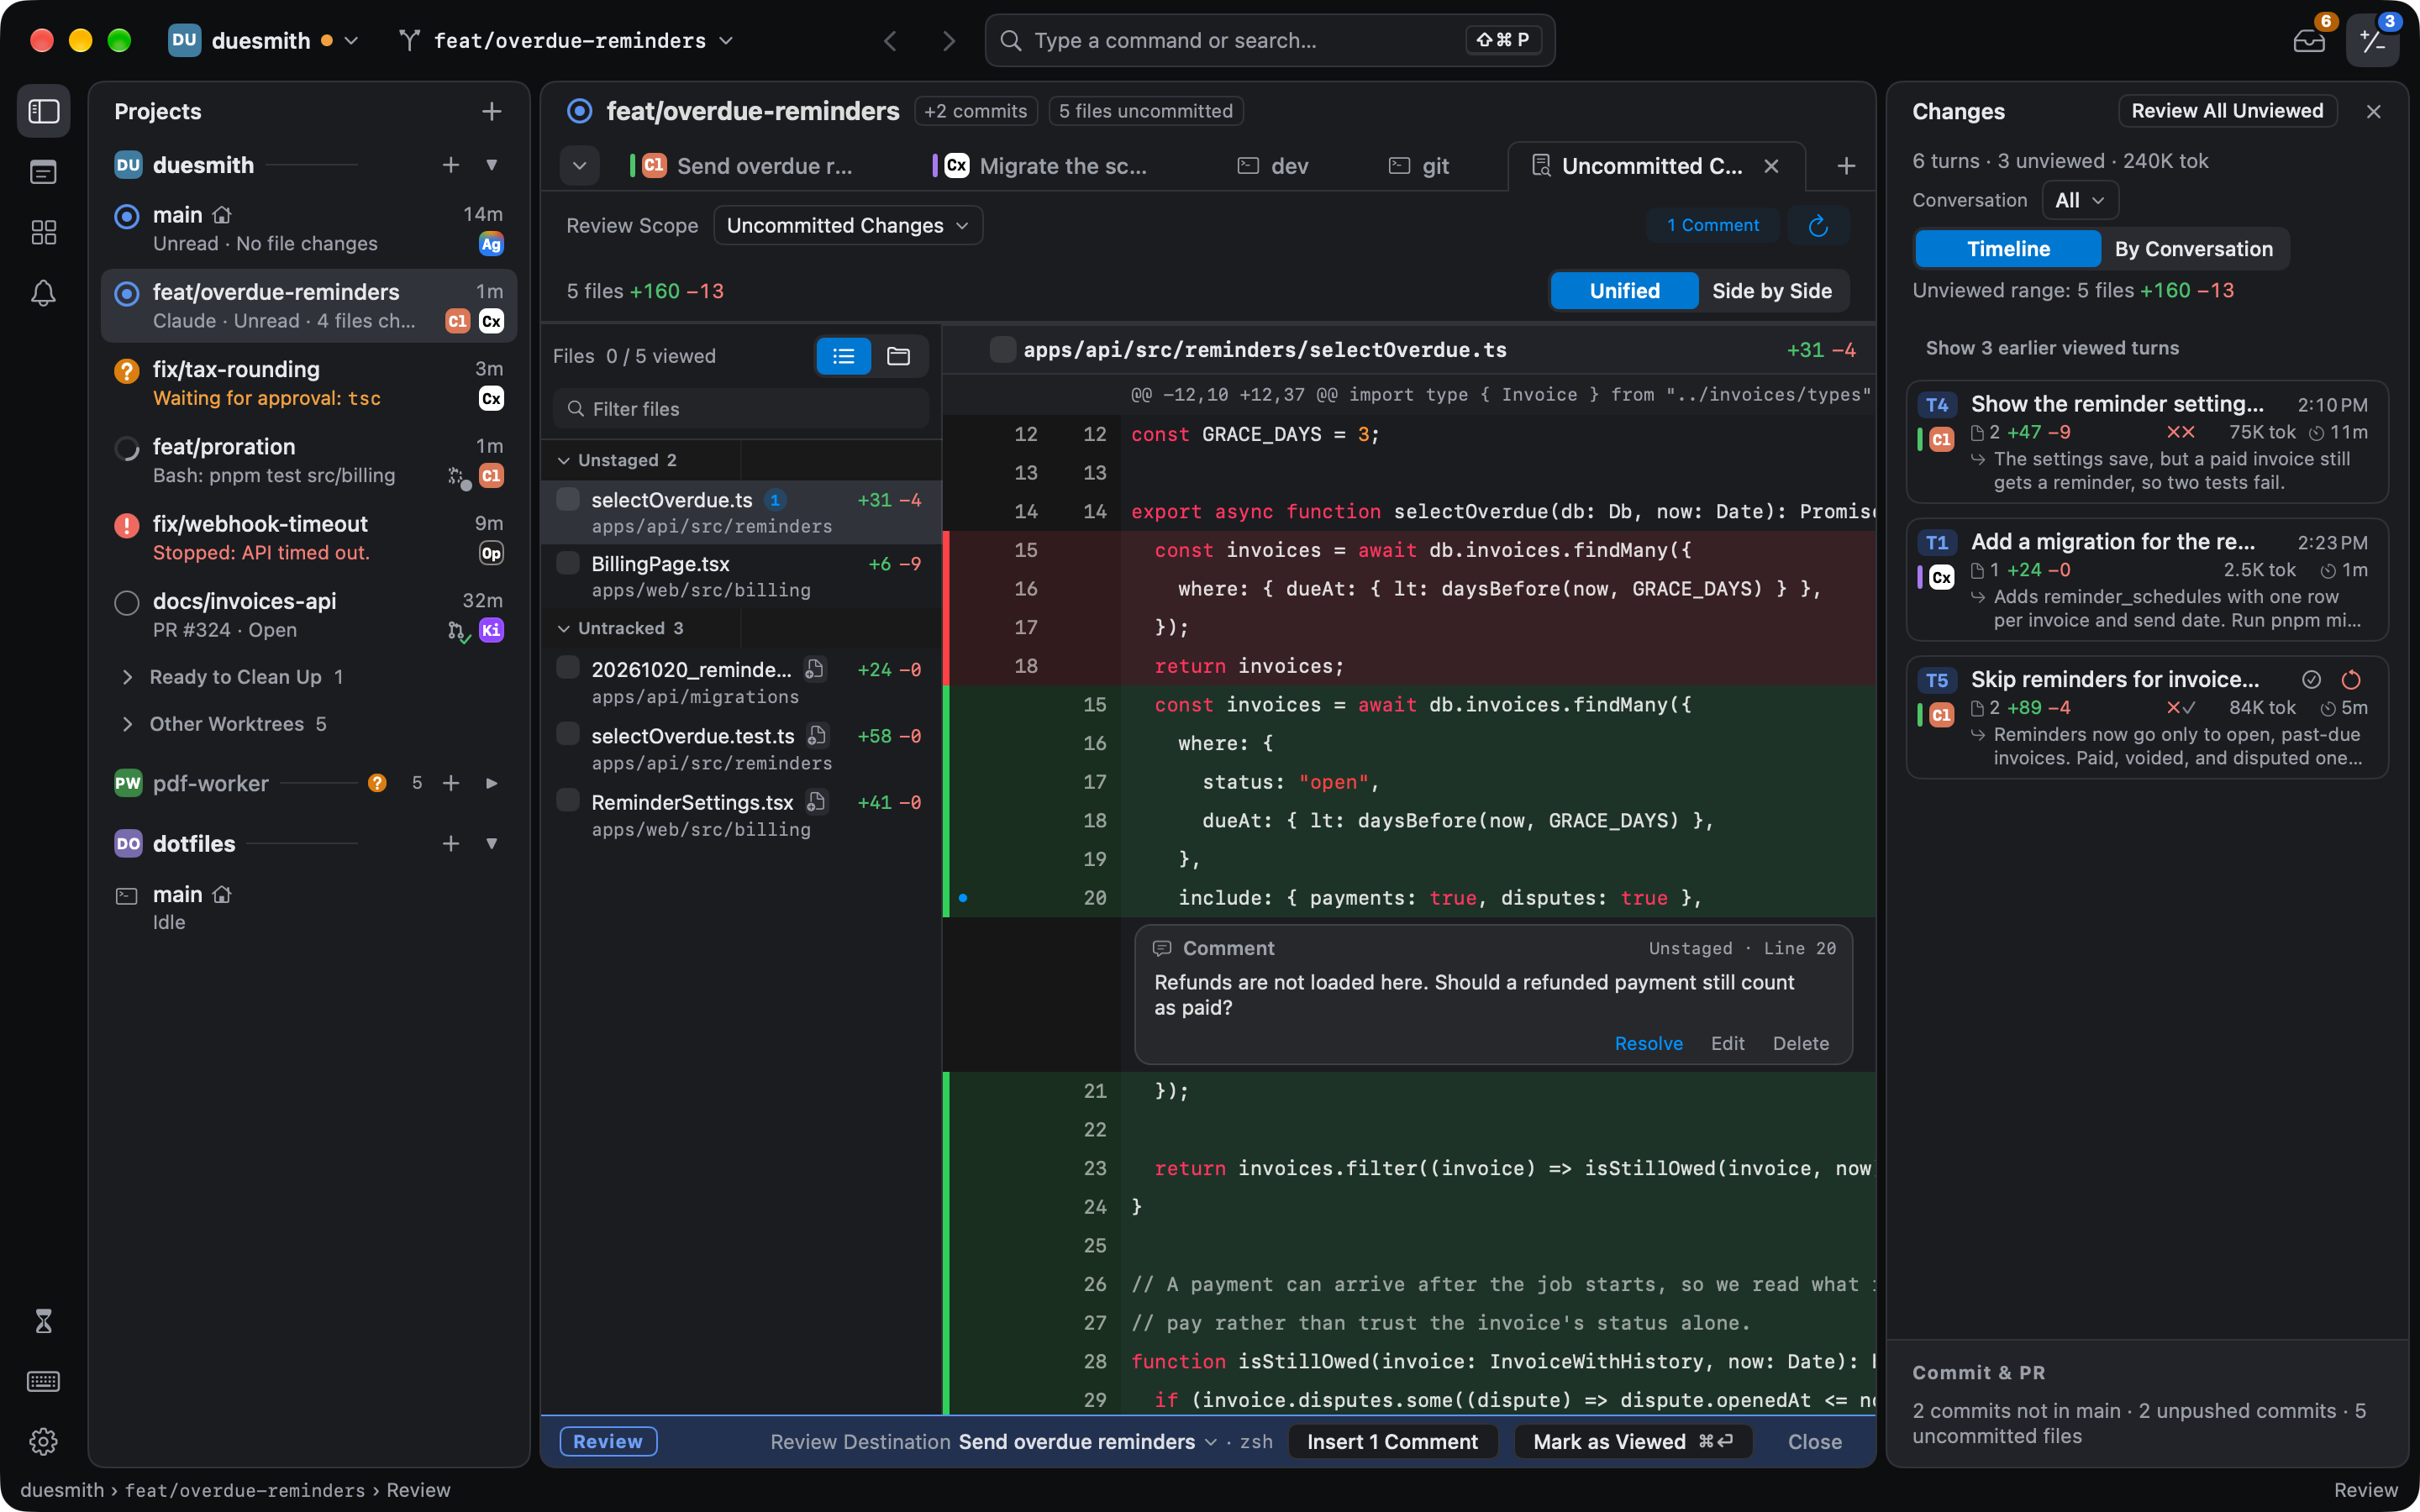 DU duesmith feat/overdue-reminders Type a command or search... ⇧⌘ P 6 3
Projects
DU duesmith
main 14m
Unread · No file changes Ag
feat/overdue-reminders 1m
Claude · Unread · 4 files ch... Cl Cx
fix/tax-rounding 3m
Waiting for approval: tsc Cx
feat/proration 1m
Bash: pnpm test src/billing Cl
fix/webhook-timeout 9m
Stopped: API timed out. Op
docs/invoices-api 32m
PR #324 · Open Ki
Ready to Clean Up 1
Other Worktrees 5
PW pdf-worker ? 5
DO dotfiles
main
Idle
feat/overdue-reminders +2 commits 5 files uncommitted
Cl Send overdue r... Cx Migrate the sc... dev git Uncommitted C...
Review Scope Uncommitted Changes 1 Comment
5 files +160 −13 Unified Side by Side
Files 0 / 5 viewed
Filter files
Unstaged 2
selectOverdue.ts 1 +31 −4
apps/api/src/reminders
BillingPage.tsx +6 −9
apps/web/src/billing
Untracked 3
20261020_reminde... +24 −0
apps/api/migrations
selectOverdue.test.ts +58 −0
apps/api/src/reminders
ReminderSettings.tsx +41 −0
apps/web/src/billing
apps/api/src/reminders/selectOverdue.ts +31 −4
@@ −12,10 +12,37 @@ import type { Invoice } from "../invoices/types"
12 12 const GRACE_DAYS = 3;
13 13
14 14 export async function selectOverdue(db: Db, now: Date): Promis
15 const invoices = await db.invoices.findMany({
16 where: { dueAt: { lt: daysBefore(now, GRACE_DAYS) } },
17 });
18 return invoices;
15 const invoices = await db.invoices.findMany({
16 where: {
17 status: "open",
18 dueAt: { lt: daysBefore(now, GRACE_DAYS) },
19 },
20 include: { payments: true, disputes: true },
Comment Unstaged · Line 20
Refunds are not loaded here. Should a refunded payment still count
as paid?
Resolve Edit Delete
21 });
22
23 return invoices.filter((invoice) => isStillOwed(invoice, now
24 }
25
26 // A payment can arrive after the job starts, so we read what
27 // pay rather than trust the invoice's status alone.
28 function isStillOwed(invoice: InvoiceWithHistory, now: Date):
29 if (invoice.disputes.some((dispute) => dispute.openedAt <= n
Review Review Destination Send overdue reminders · zsh Insert 1 Comment Mark as Viewed ⌘⏎ Close
Changes Review All Unviewed
6 turns · 3 unviewed · 240K tok
Conversation All
Timeline By Conversation
Unviewed range: 5 files +160 −13
Show 3 earlier viewed turns
T4 Show the reminder setting... 2:10 PM
Cl 2 +47 −9 75K tok 11m
The settings save, but a paid invoice still
gets a reminder, so two tests fail.
T1 Add a migration for the re... 2:23 PM
Cx 1 +24 −0 2.5K tok 1m
Adds reminder_schedules with one row
per invoice and send date. Run pnpm mi...
T5 Skip reminders for invoice...
Cl 2 +89 −4 84K tok 5m
Reminders now go only to open, past-due
invoices. Paid, voided, and disputed one...
Commit & PR
2 commits not in main · 2 unpushed commits · 5
uncommitted files
duesmith › feat/overdue-reminders › Review Review